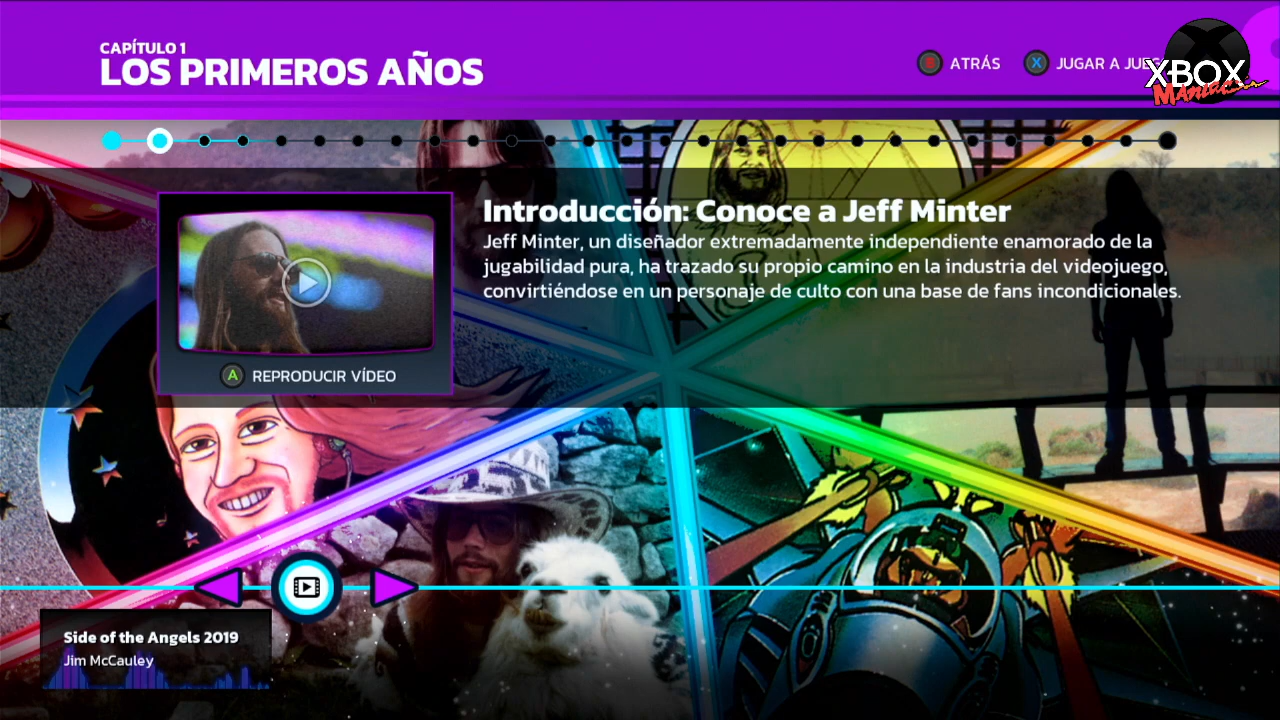 CAPÍTULO 1
LOS PRIMEROS AÑOS
B ATRÁS X JUGAR A
XBOX
Maniac
Introducción: Conoce a Jeff Minter
Jeff Minter, un diseñador extremadamente independiente enamorado de la
jugabilidad pura, ha trazado su propio camino en la industria del videojuego,
convirtiéndose en un personaje de culto con una base de fans incondicionales.
A REPRODUCIR VÍDEO
Side of the Angels 2019
Jim McCauley